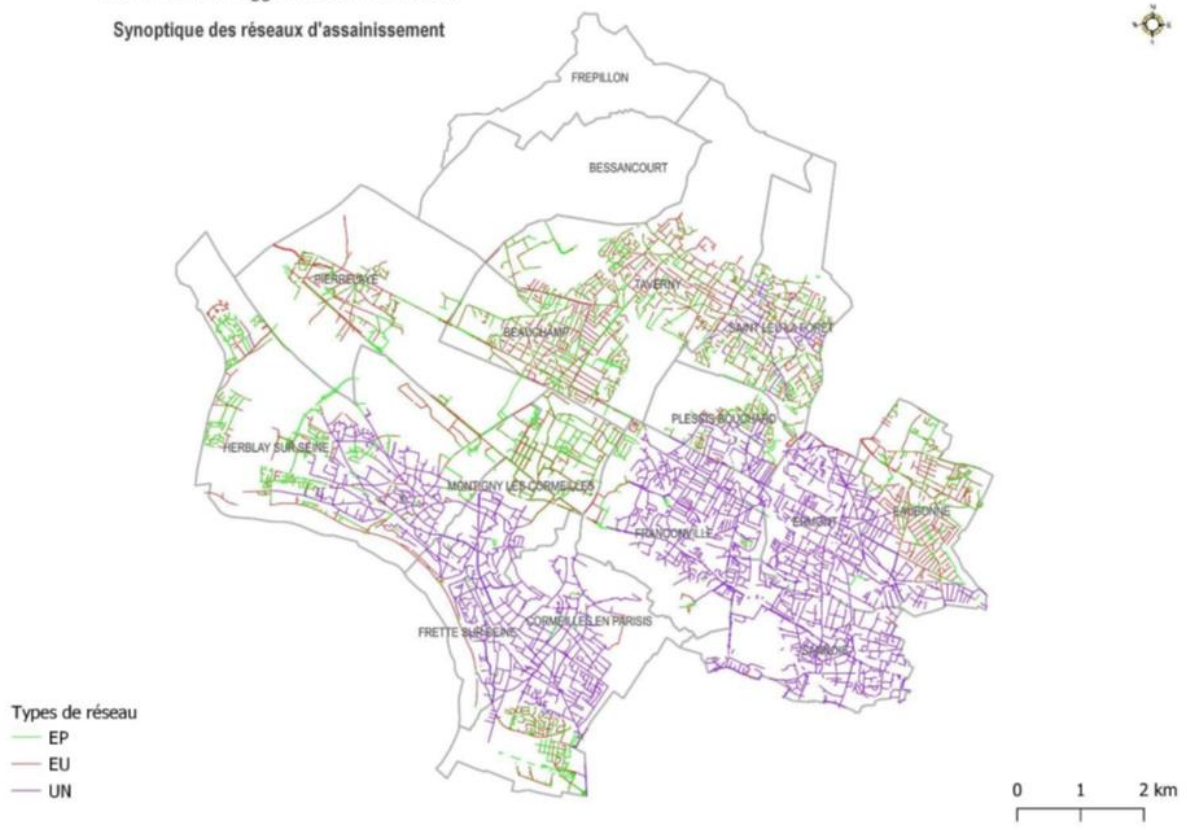 Synoptique des réseaux d'assainissement
FREPILLON
BESSANCOURT
PIERRELAYE
TAVERNY
BEAUCHAMP
SAINT LEU LA FORET
PLESSIS BOUCHARD
HERBLAY SUR SEINE
MONTIGNY LES CORMEILLES
EAUBONNE
ERMONT
FRANCONVILLE
CORMEILLES EN PARISIS
FRETTE SUR SEINE
SANNOIS
Types de réseau
EP
EU
UN
0 1 2 km